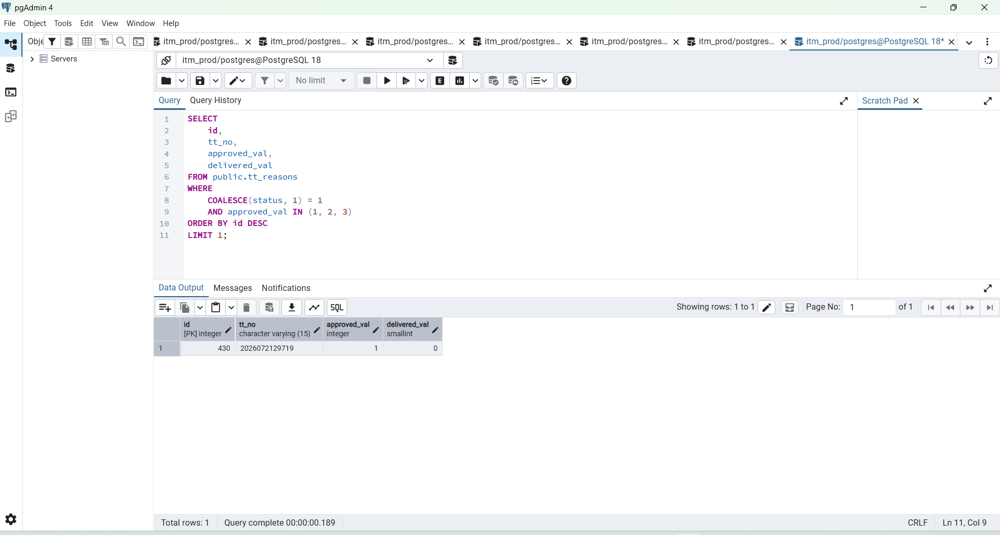 pgAdmin 4
File Object Tools Edit View Window Help
Obje
itm_prod/postgres... itm_prod/postgres... itm_prod/postgres... itm_prod/postgres... itm_prod/postgres... itm_prod/postgres... itm_prod/postgres@PostgreSQL 18*
Servers
itm_prod/postgres@PostgreSQL 18
No limit
E
Query Query History
Scratch Pad
1 SELECT
2 id,
3 tt_no,
4 approved_val,
5 delivered_val
6 FROM public.tt_reasons
7 WHERE
8 COALESCE(status, 1) = 1
9 AND approved_val IN (1, 2, 3)
10 ORDER BY id DESC
11 LIMIT 1;
Data Output Messages Notifications
SQL
Showing rows: 1 to 1
Page No: 1 of 1
id tt_no approved_val delivered_val
[PK] integer character varying (15) integer smallint
1 430 2026072129719 1 0
Total rows: 1 Query complete 00:00:00.189 CRLF Ln 11, Col 9